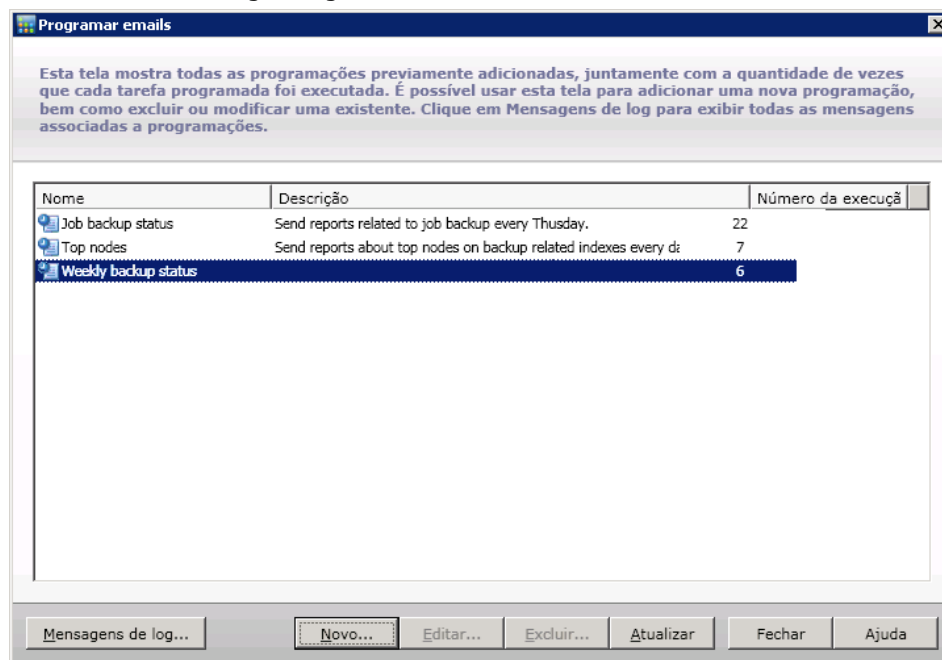 Programar emails
Esta tela mostra todas as programações previamente adicionadas, juntamente com a quantidade de vezes
que cada tarefa programada foi executada. É possível usar esta tela para adicionar uma nova programação,
bem como excluir ou modificar uma existente. Clique em Mensagens de log para exibir todas as mensagens
associadas a programações.
Nome Descrição Número da execuçã
Job backup status Send reports related to job backup every Thusday. 22
Top nodes Send reports about top nodes on backup related indexes every da 7
Weekly backup status 6
Mensagens de log... Novo... Editar... Excluir... Atualizar Fechar Ajuda